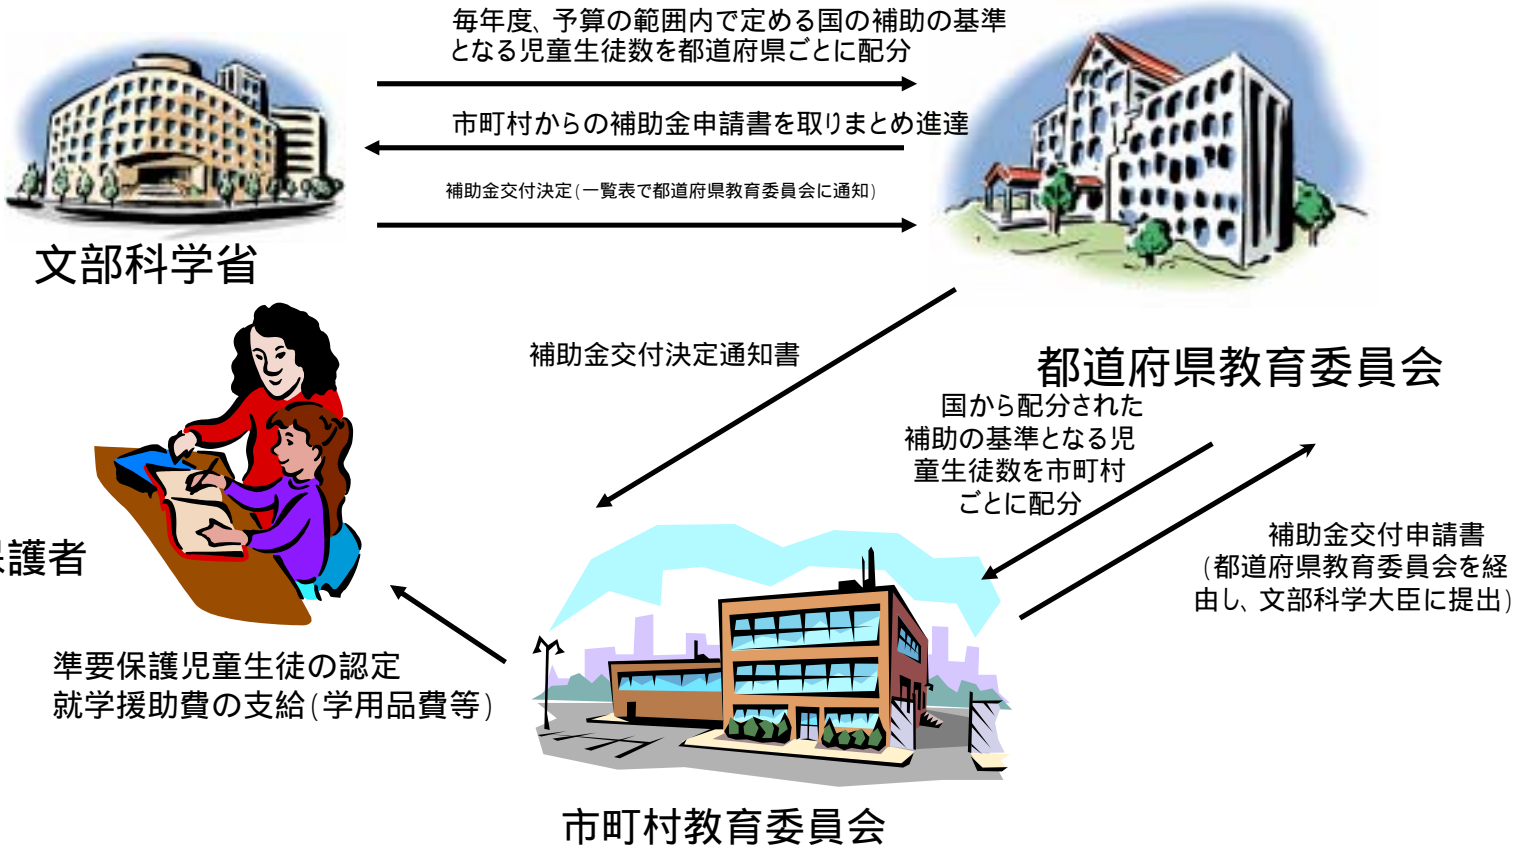 毎年度、予算の範囲内で定める国の補助の基準
となる児童生徒数を都道府県ごとに配分
市町村からの補助金申請書を取りまとめ進達
補助金交付決定(一覧表で都道府県教育委員会に通知)
文部科学省
補助金交付決定通知書
都道府県教育委員会
国から配分された
補助の基準となる児
童生徒数を市町村
ごとに配分
補助金交付申請書
(都道府県教育委員会を経
由し、文部科学大臣に提出)
保護者
準要保護児童生徒の認定
就学援助費の支給(学用品費等)
市町村教育委員会